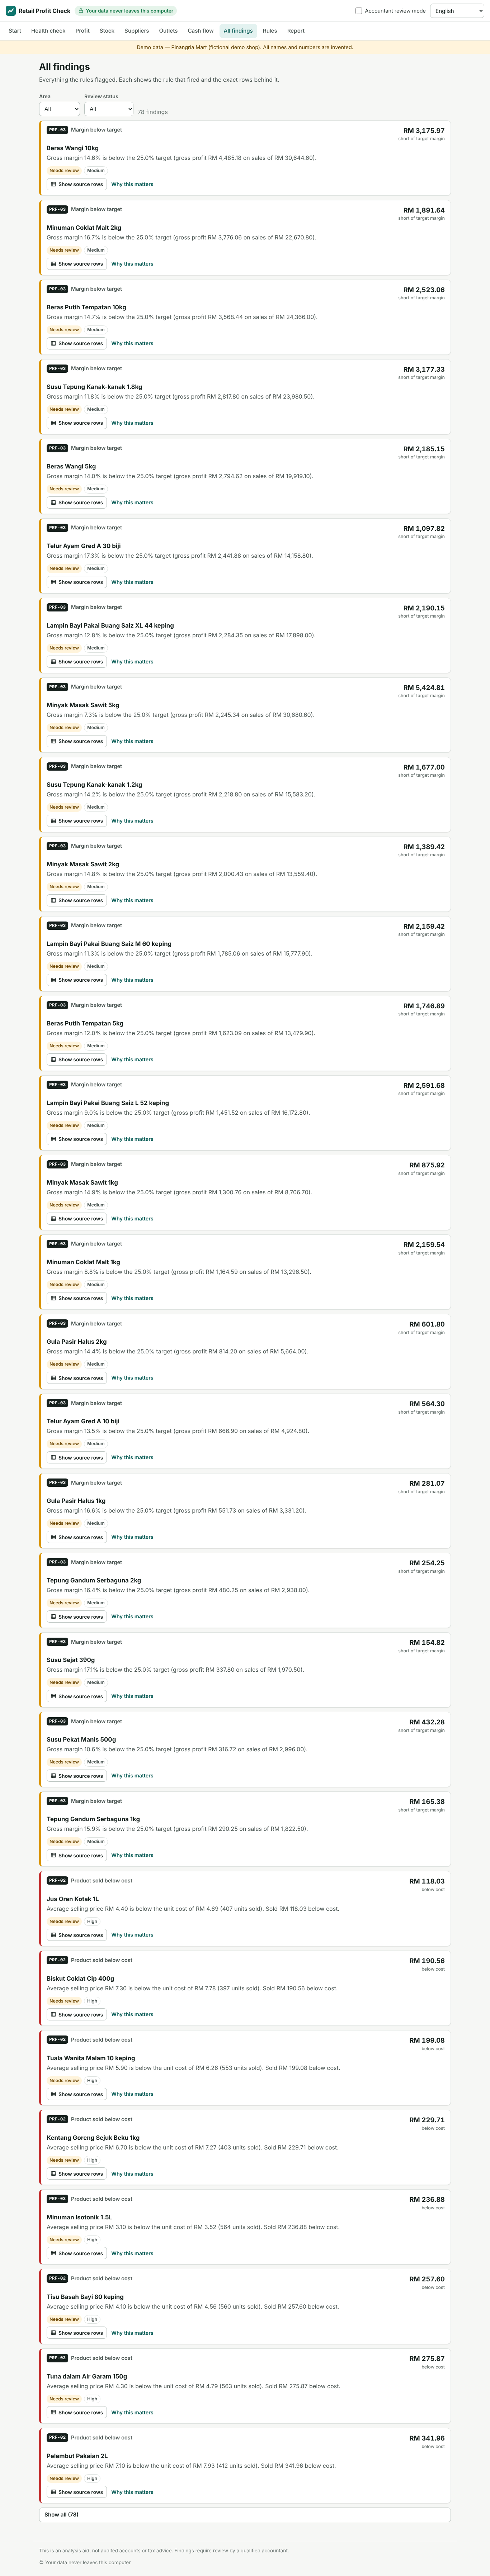 Retail Profit Check
Your data never leaves this computer
Accountant review mode
English
Start Health check Profit Stock Suppliers Outlets Cash flow All findings Rules Report
Demo data — Pinangria Mart (fictional demo shop). All names and numbers are invented.
All findings
Everything the rules flagged. Each shows the rule that fired and the exact rows behind it.
Area
Review status
All
All
78 findings
PRF-03 Margin below target
RM 3,175.97
short of target margin
Beras Wangi 10kg
Gross margin 14.6% is below the 25.0% target (gross profit RM 4,485.18 on sales of RM 30,644.60).
Needs review Medium
Show source rows Why this matters
PRF-03 Margin below target
RM 1,891.64
short of target margin
Minuman Coklat Malt 2kg
Gross margin 16.7% is below the 25.0% target (gross profit RM 3,776.06 on sales of RM 22,670.80).
Needs review Medium
Show source rows Why this matters
PRF-03 Margin below target
RM 2,523.06
short of target margin
Beras Putih Tempatan 10kg
Gross margin 14.7% is below the 25.0% target (gross profit RM 3,568.44 on sales of RM 24,366.00).
Needs review Medium
Show source rows Why this matters
PRF-03 Margin below target
RM 3,177.33
short of target margin
Susu Tepung Kanak-kanak 1.8kg
Gross margin 11.8% is below the 25.0% target (gross profit RM 2,817.80 on sales of RM 23,980.50).
Needs review Medium
Show source rows Why this matters
PRF-03 Margin below target
RM 2,185.15
short of target margin
Beras Wangi 5kg
Gross margin 14.0% is below the 25.0% target (gross profit RM 2,794.62 on sales of RM 19,919.10).
Needs review Medium
Show source rows Why this matters
PRF-03 Margin below target
RM 1,097.82
short of target margin
Telur Ayam Gred A 30 biji
Gross margin 17.3% is below the 25.0% target (gross profit RM 2,441.88 on sales of RM 14,158.80).
Needs review Medium
Show source rows Why this matters
PRF-03 Margin below target
RM 2,190.15
short of target margin
Lampin Bayi Pakai Buang Saiz XL 44 keping
Gross margin 12.8% is below the 25.0% target (gross profit RM 2,284.35 on sales of RM 17,898.00).
Needs review Medium
Show source rows Why this matters
PRF-03 Margin below target
RM 5,424.81
short of target margin
Minyak Masak Sawit 5kg
Gross margin 7.3% is below the 25.0% target (gross profit RM 2,245.34 on sales of RM 30,680.60).
Needs review Medium
Show source rows Why this matters
PRF-03 Margin below target
RM 1,677.00
short of target margin
Susu Tepung Kanak-kanak 1.2kg
Gross margin 14.2% is below the 25.0% target (gross profit RM 2,218.80 on sales of RM 15,583.20).
Needs review Medium
Show source rows Why this matters
PRF-03 Margin below target
RM 1,389.42
short of target margin
Minyak Masak Sawit 2kg
Gross margin 14.8% is below the 25.0% target (gross profit RM 2,000.43 on sales of RM 13,559.40).
Needs review Medium
Show source rows Why this matters
PRF-03 Margin below target
RM 2,159.42
short of target margin
Lampin Bayi Pakai Buang Saiz M 60 keping
Gross margin 11.3% is below the 25.0% target (gross profit RM 1,785.06 on sales of RM 15,777.90).
Needs review Medium
Show source rows Why this matters
PRF-03 Margin below target
RM 1,746.89
short of target margin
Beras Putih Tempatan 5kg
Gross margin 12.0% is below the 25.0% target (gross profit RM 1,623.09 on sales of RM 13,479.90).
Needs review Medium
Show source rows Why this matters
PRF-03 Margin below target
RM 2,591.68
short of target margin
Lampin Bayi Pakai Buang Saiz L 52 keping
Gross margin 9.0% is below the 25.0% target (gross profit RM 1,451.52 on sales of RM 16,172.80).
Needs review Medium
Show source rows Why this matters
PRF-03 Margin below target
RM 875.92
short of target margin
Minyak Masak Sawit 1kg
Gross margin 14.9% is below the 25.0% target (gross profit RM 1,300.76 on sales of RM 8,706.70).
Needs review Medium
Show source rows Why this matters
PRF-03 Margin below target
RM 2,159.54
short of target margin
Minuman Coklat Malt 1kg
Gross margin 8.8% is below the 25.0% target (gross profit RM 1,164.59 on sales of RM 13,296.50).
Needs review Medium
Show source rows Why this matters
PRF-03 Margin below target
RM 601.80
short of target margin
Gula Pasir Halus 2kg
Gross margin 14.4% is below the 25.0% target (gross profit RM 814.20 on sales of RM 5,664.00).
Needs review Medium
Show source rows Why this matters
PRF-03 Margin below target
RM 564.30
short of target margin
Telur Ayam Gred A 10 biji
Gross margin 13.5% is below the 25.0% target (gross profit RM 666.90 on sales of RM 4,924.80).
Needs review Medium
Show source rows Why this matters
PRF-03 Margin below target
RM 281.07
short of target margin
Gula Pasir Halus 1kg
Gross margin 16.6% is below the 25.0% target (gross profit RM 551.73 on sales of RM 3,331.20).
Needs review Medium
Show source rows Why this matters
PRF-03 Margin below target
RM 254.25
short of target margin
Tepung Gandum Serbaguna 2kg
Gross margin 16.4% is below the 25.0% target (gross profit RM 480.25 on sales of RM 2,938.00).
Needs review Medium
Show source rows Why this matters
PRF-03 Margin below target
RM 154.82
short of target margin
Susu Sejat 390g
Gross margin 17.1% is below the 25.0% target (gross profit RM 337.80 on sales of RM 1,970.50).
Needs review Medium
Show source rows Why this matters
PRF-03 Margin below target
RM 432.28
short of target margin
Susu Pekat Manis 500g
Gross margin 10.6% is below the 25.0% target (gross profit RM 316.72 on sales of RM 2,996.00).
Needs review Medium
Show source rows Why this matters
PRF-03 Margin below target
RM 165.38
short of target margin
Tepung Gandum Serbaguna 1kg
Gross margin 15.9% is below the 25.0% target (gross profit RM 290.25 on sales of RM 1,822.50).
Needs review Medium
Show source rows Why this matters
PRF-02 Product sold below cost
RM 118.03
below cost
Jus Oren Kotak 1L
Average selling price RM 4.40 is below the unit cost of RM 4.69 (407 units sold). Sold RM 118.03 below cost.
Needs review High
Show source rows Why this matters
PRF-02 Product sold below cost
RM 190.56
below cost
Biskut Coklat Cip 400g
Average selling price RM 7.30 is below the unit cost of RM 7.78 (397 units sold). Sold RM 190.56 below cost.
Needs review High
Show source rows Why this matters
PRF-02 Product sold below cost
RM 199.08
below cost
Tuala Wanita Malam 10 keping
Average selling price RM 5.90 is below the unit cost of RM 6.26 (553 units sold). Sold RM 199.08 below cost.
Needs review High
Show source rows Why this matters
PRF-02 Product sold below cost
RM 229.71
below cost
Kentang Goreng Sejuk Beku 1kg
Average selling price RM 6.70 is below the unit cost of RM 7.27 (403 units sold). Sold RM 229.71 below cost.
Needs review High
Show source rows Why this matters
PRF-02 Product sold below cost
RM 236.88
below cost
Minuman Isotonik 1.5L
Average selling price RM 3.10 is below the unit cost of RM 3.52 (564 units sold). Sold RM 236.88 below cost.
Needs review High
Show source rows Why this matters
PRF-02 Product sold below cost
RM 257.60
below cost
Tisu Basah Bayi 80 keping
Average selling price RM 4.10 is below the unit cost of RM 4.56 (560 units sold). Sold RM 257.60 below cost.
Needs review High
Show source rows Why this matters
PRF-02 Product sold below cost
RM 275.87
below cost
Tuna dalam Air Garam 150g
Average selling price RM 4.30 is below the unit cost of RM 4.79 (563 units sold). Sold RM 275.87 below cost.
Needs review High
Show source rows Why this matters
PRF-02 Product sold below cost
RM 341.96
below cost
Pelembut Pakaian 2L
Average selling price RM 7.10 is below the unit cost of RM 7.93 (412 units sold). Sold RM 341.96 below cost.
Needs review High
Show source rows Why this matters
Show all (78)
This is an analysis aid, not audited accounts or tax advice. Findings require review by a qualified accountant.
Your data never leaves this computer